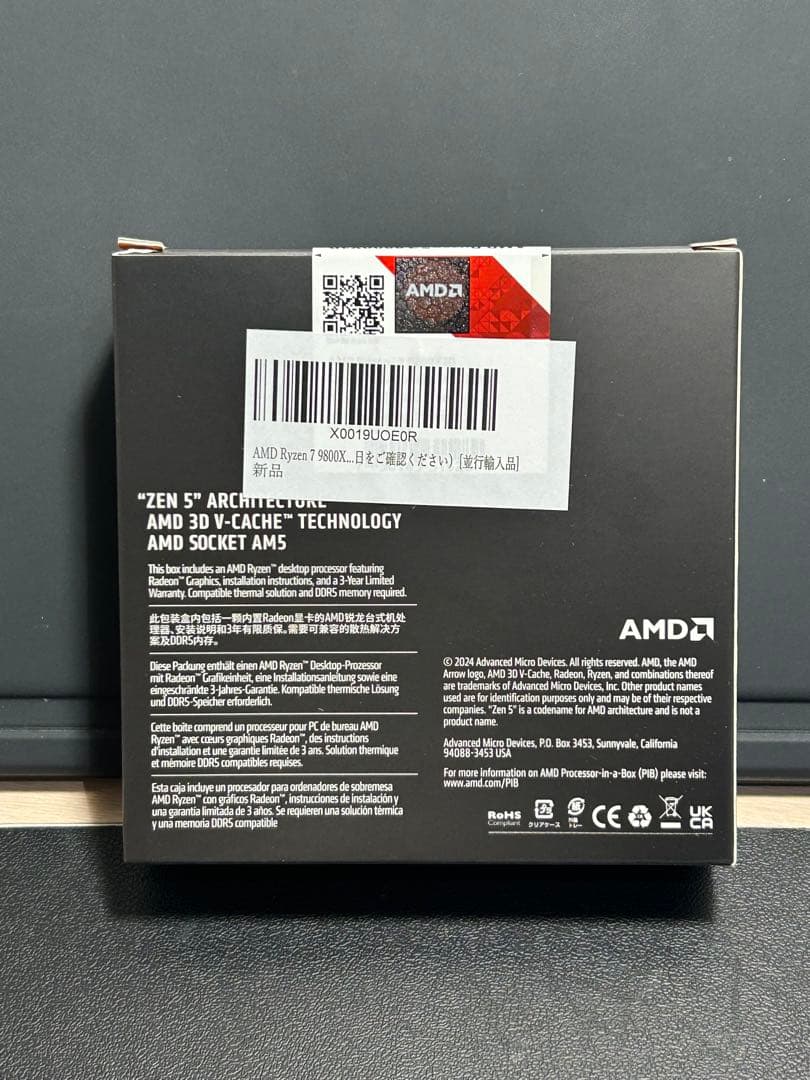 AMD
X0019UOE0R
AMD Ryzen 7 9800X...日をご確認ください) [並行輸入品]
新品
"ZEN 5" ARCHITECTURE
AMD 3D V-CACHE™ TECHNOLOGY
AMD SOCKET AM5
This box includes an AMD Ryzen™ desktop processor featuring
Radeon™ Graphics, installation instructions, and a 3-Year Limited
Warranty. Compatible thermal solution and DDR5 memory required.
此包装盒内包括一颗内置Radeon显卡的AMD锐龙台式机处
理器、安装说明和3年有限质保。需要可兼容的散热解决方
案及DDR5内存。
Diese Packung enthält einen AMD Ryzen™ Desktop-Prozessor
mit Radeon™ Grafikeinheit, eine Installationsanleitung sowie eine
eingeschränkte 3-Jahres-Garantie. Kompatible thermische Lösung
und DDR5-Speicher erforderlich.
Cette boîte comprend un processeur pour PC de bureau AMD
Ryzen™ avec cœurs graphiques Radeon™, des instructions
d'installation et une garantie limitée de 3 ans. Solution thermique
et mémoire DDR5 compatibles requises.
Esta caja incluye un procesador para ordenadores de sobremesa
AMD Ryzen™ con gráficos Radeon™, instrucciones de instalación y
una garantía limitada de 3 años. Se requieren una solución térmica
y una memoria DDR5 compatible
AMD
© 2024 Advanced Micro Devices. All rights reserved. AMD, the AMD
Arrow logo, AMD 3D V-Cache, Radeon, Ryzen, and combinations thereof
are trademarks of Advanced Micro Devices, Inc. Other product names
used are for identification purposes only and may be of their respective
companies. "Zen 5" is a codename for AMD architecture and is not a
product name.
Advanced Micro Devices, P.O. Box 3453, Sunnyvale, California
94088-3453 USA
For more information on AMD Processor-in-a-Box (PIB) please visit:
www.amd.com/PIB
RoHS
Compliant
クリアケース
CE
UK
CA